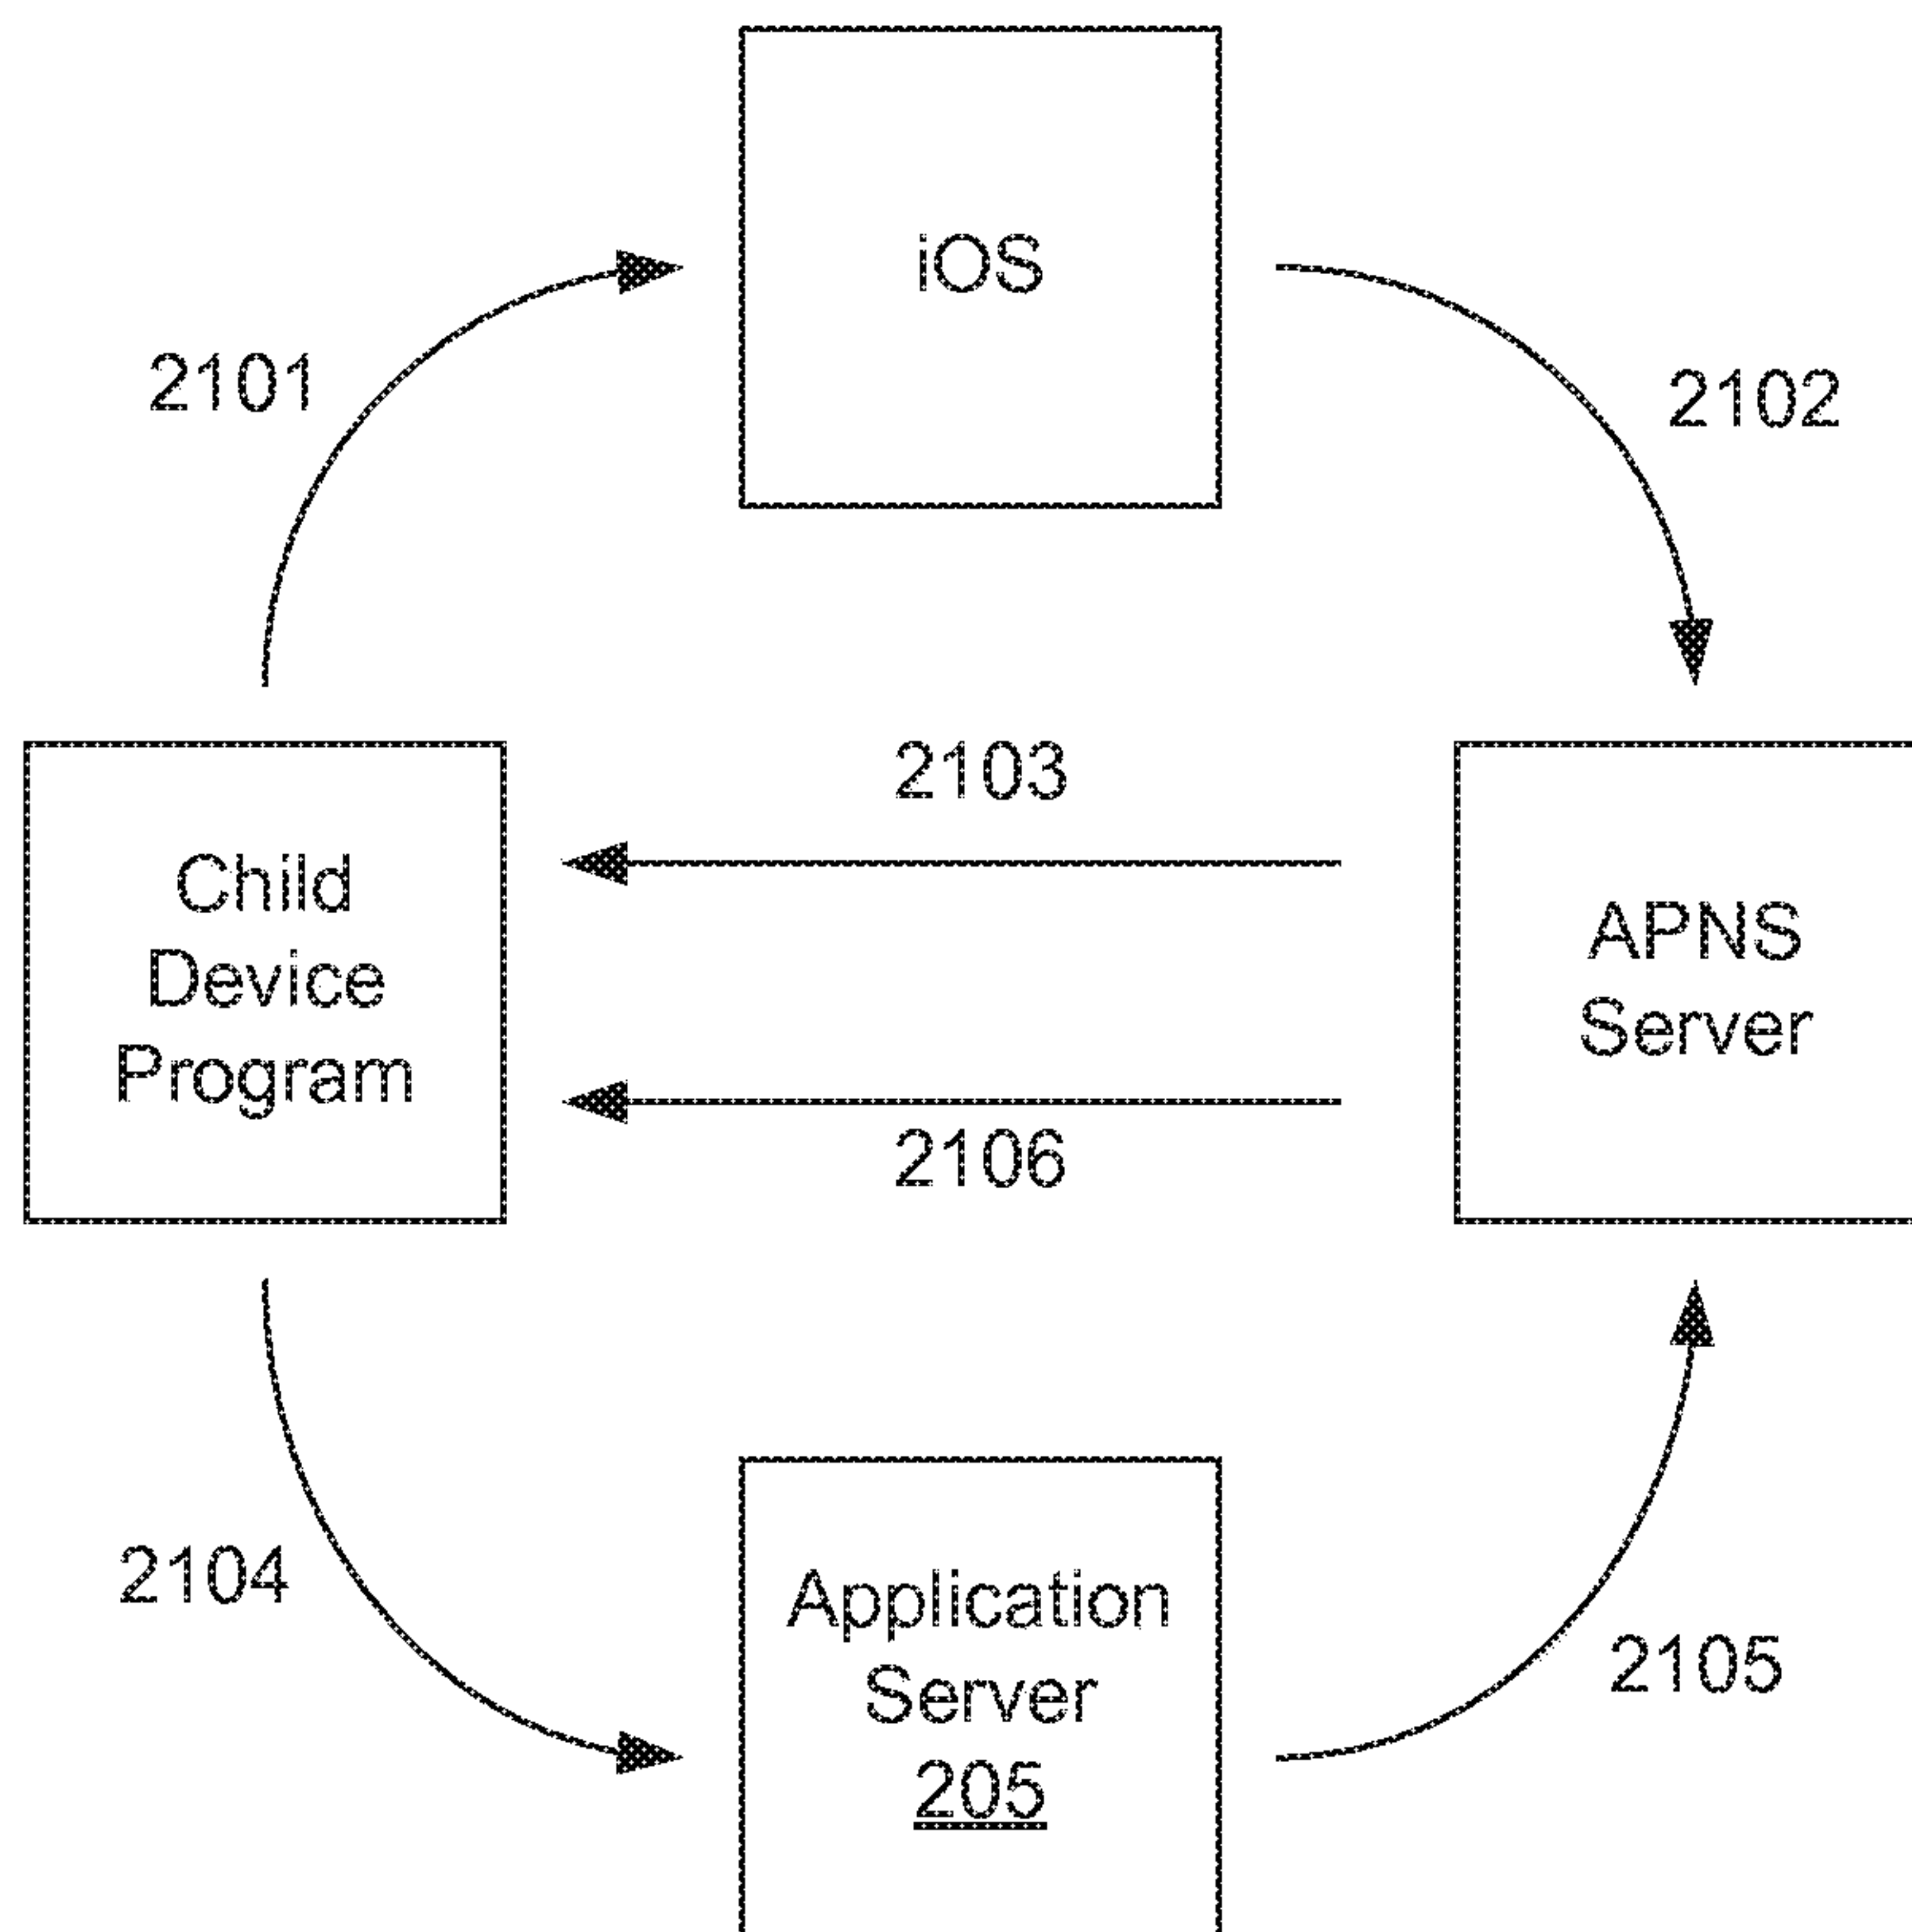 iOS
2101
2102
2103
Child
Device
Program
APNS
Server
2106
2104
Application
Server
205
2105